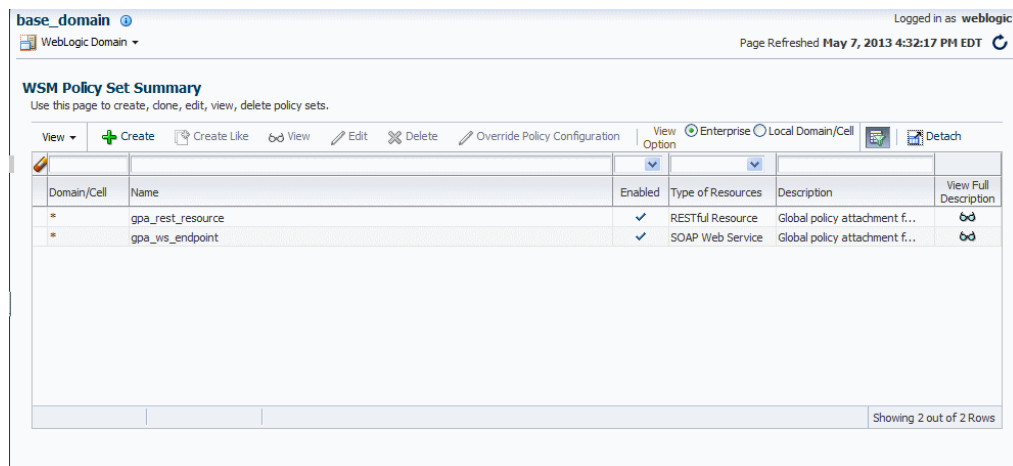 base_domain
Logged in as weblogic
WebLogic Domain
Page Refreshed May 7, 2013 4:32:17 PM EDT
WSM Policy Set Summary
Use this page to create, clone, edit, view, delete policy sets.
View Create Create Like View Edit Delete Override Policy Configuration View Option Enterprise Local Domain/Cell Detach
Domain/Cell Name Enabled Type of Resources Description View Full Description
* gpa_rest_resource RESTful Resource Global policy attachment f...
* gpa_ws_endpoint SOAP Web Service Global policy attachment f...
Showing 2 out of 2 Rows